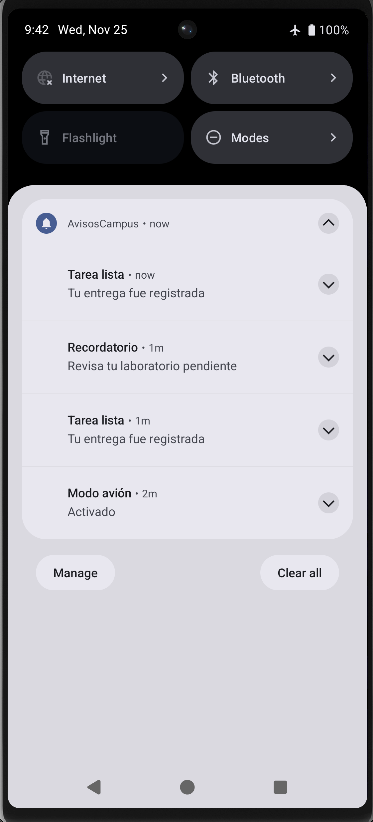 9:42 Wed, Nov 25 100%
Internet Bluetooth
Flashlight Modes
AvisosCampus • now
Tarea lista • now
Tu entrega fue registrada
Recordatorio • 1m
Revisa tu laboratorio pendiente
Tarea lista • 1m
Tu entrega fue registrada
Modo avión • 2m
Activado
Manage Clear all